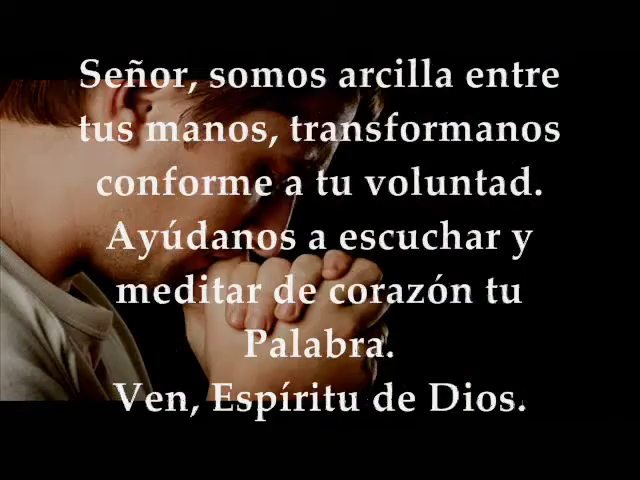 Señor, somos arcilla entre
tus manos, transformanos
conforme a tu voluntad.
Ayúdanos a escuchar y
meditar de corazón tu
Palabra.
Ven, Espíritu de Dios.